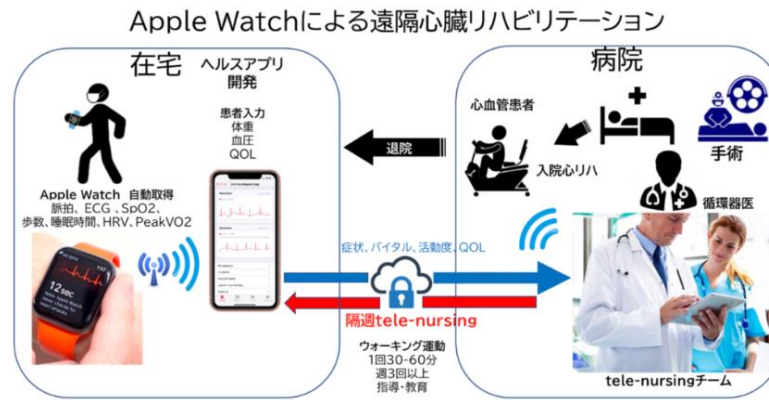 Apple Watchによる遠隔心臓リハビリテーション
在宅
ヘルスアプリ
開発
患者入力
体重
血圧
QOL
Apple Watch 自動取得
脈拍、ECG 、SpO2、
歩数、睡眠時間、HRV、PeakVO2
12sec
退院
病院
心血管患者
入院心リハ
手術
循環器医
症状、バイタル、活動度、QOL
隔週tele-nursing
ウォーキング運動
1回30-60分
週3回以上
指導・教育
tele-nursingチーム